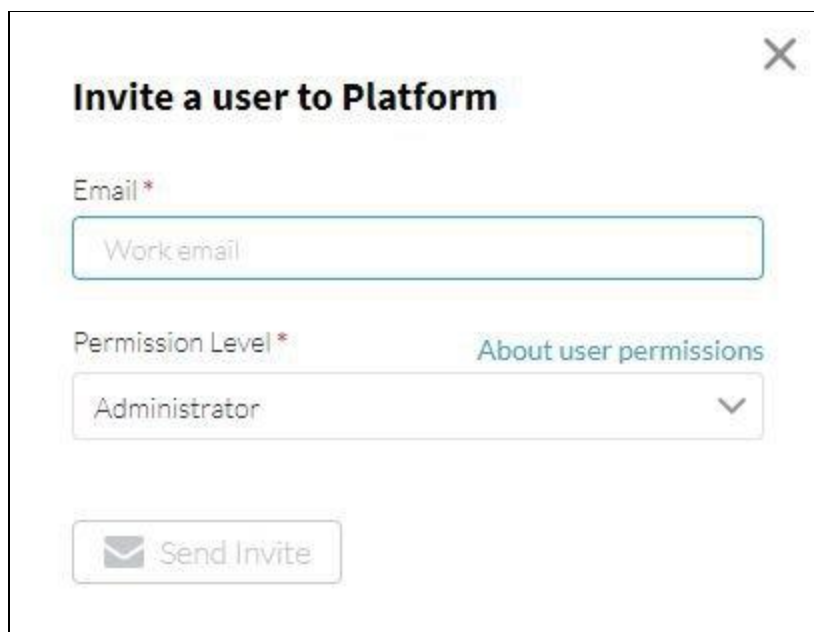 Invite a user to Platform
Email *
Work email
Permission Level *
About user permissions
Administrator
Send Invite